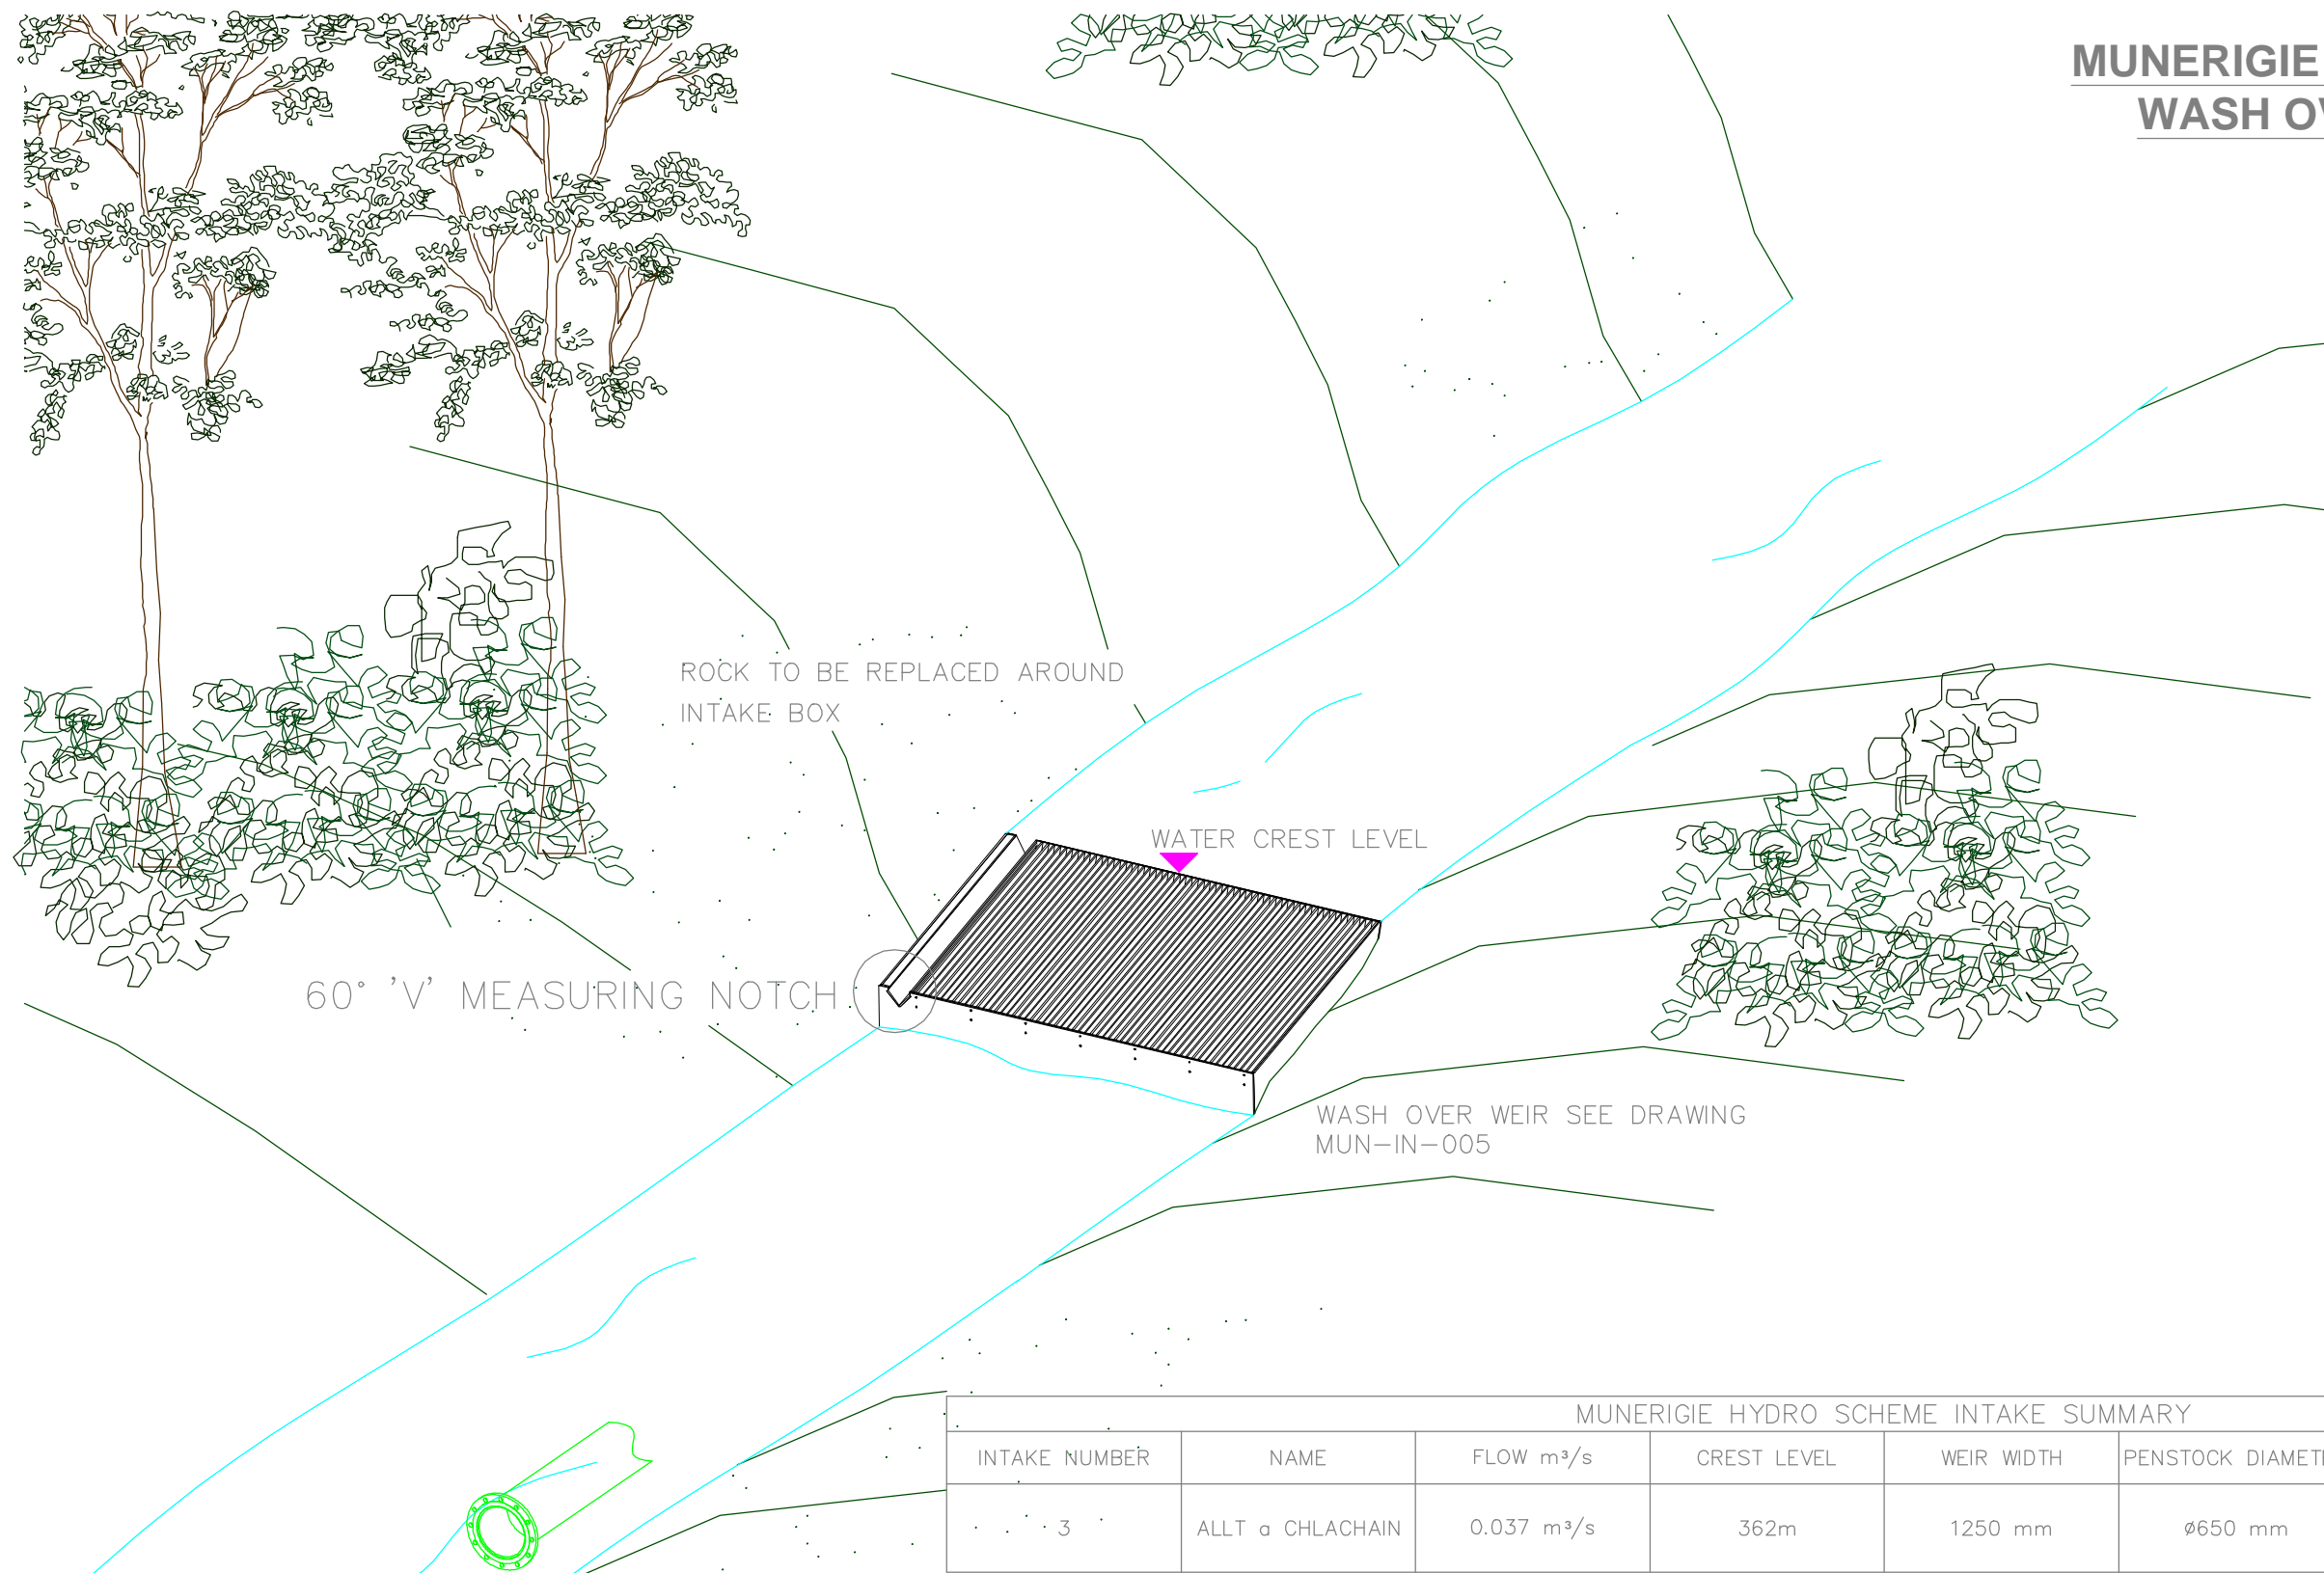 MUNERIGIE
WASH OV
ROCK TO BE REPLACED AROUND
INTAKE BOX
WATER CREST LEVEL
60° 'V' MEASURING NOTCH
WASH OVER WEIR SEE DRAWING
MUN-IN-005
MUNERIGIE HYDRO SCHEME INTAKE SUMMARY
INTAKE NUMBER NAME FLOW m³/s CREST LEVEL WEIR WIDTH PENSTOCK DIAMET
3 ALLT a CHLACHAIN 0.037 m³/s 362m 1250 mm ø650 mm